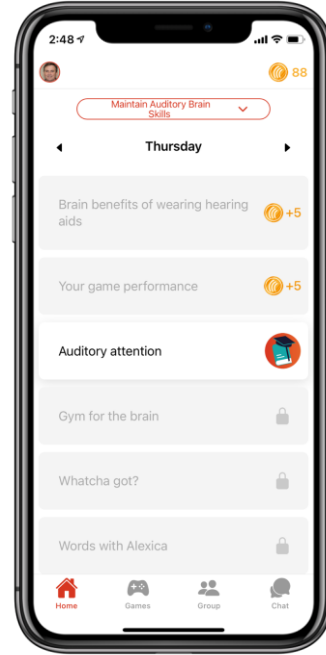 2:48
88
Maintain Auditory Brain
Skills
Thursday
Brain benefits of wearing hearing
aids
+5
Your game performance
+5
Auditory attention
Gym for the brain
Whatcha got?
Words with Alexica
Home
Games
Group
Chat